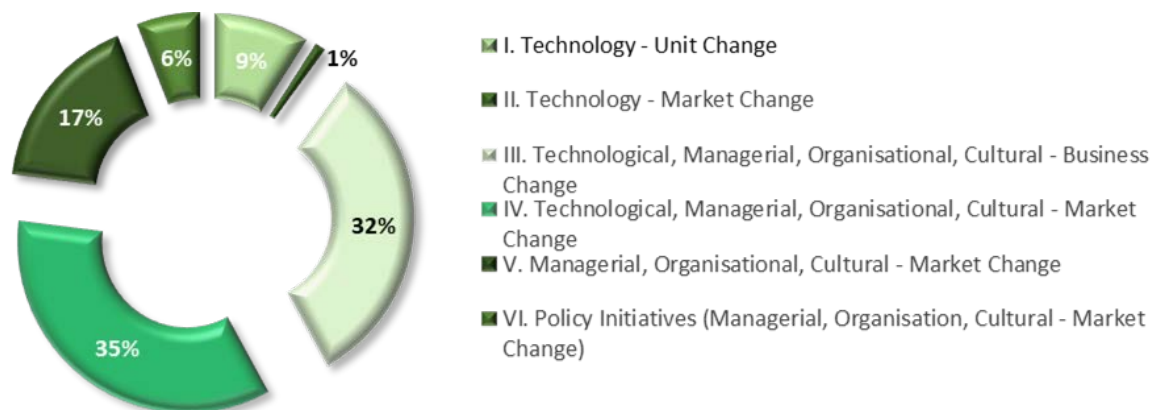 6%
9%
1%
17%
32%
35%
I. Technology - Unit Change
II. Technology - Market Change
III. Technological, Managerial, Organisational, Cultural - Business
Change
IV. Technological, Managerial, Organisational, Cultural - Market
Change
V. Managerial, Organisational, Cultural - Market Change
VI. Policy Initiatives (Managerial, Organisation, Cultural - Market
Change)